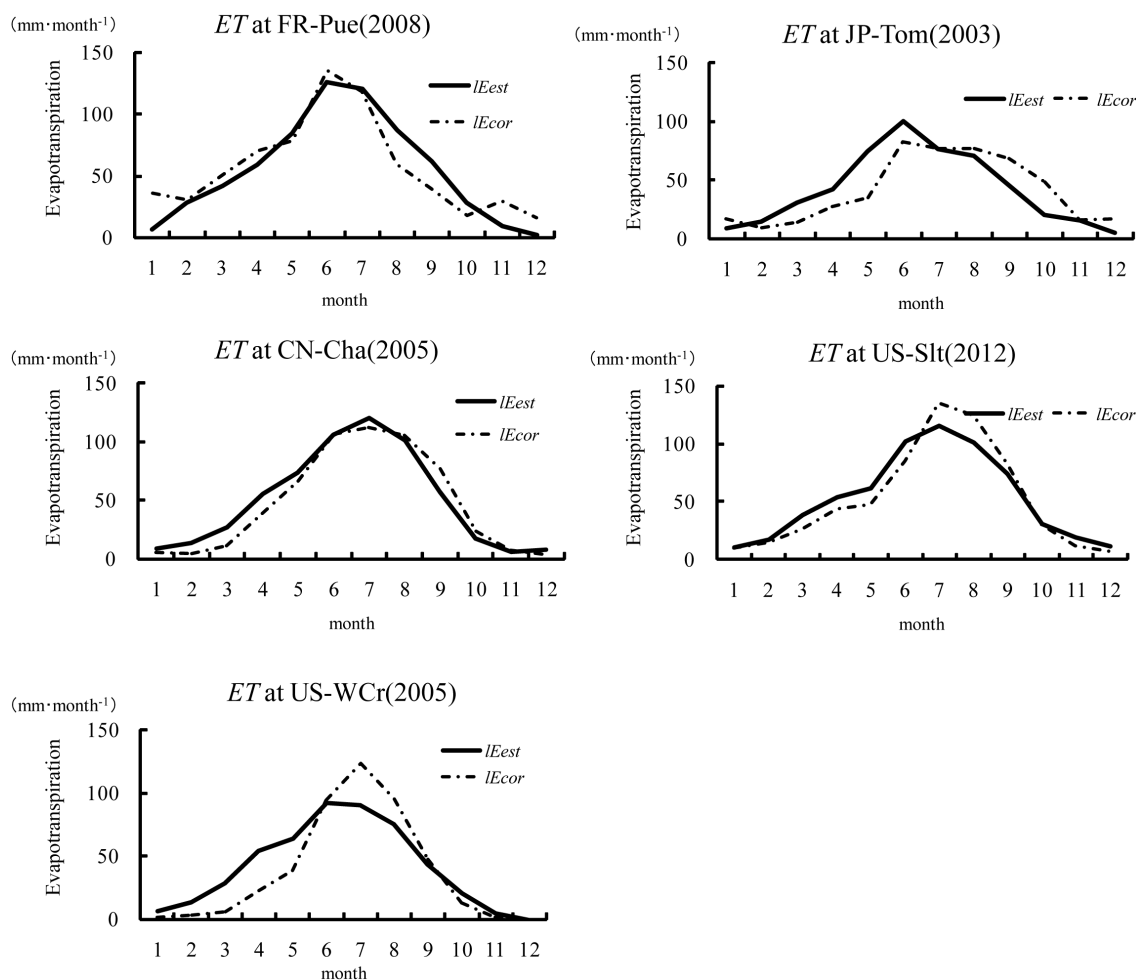 (mm·month-1)
ET at FR-Pue(2008)
Evapotranspiration
150
100
50
0
lEest
lEcor
1 2 3 4 5 6 7 8 9 10 11 12
month
(mm·month-1)
ET at JP-Tom(2003)
Evapotranspiration
150
100
50
0
lEest lEcor
1 2 3 4 5 6 7 8 9 10 11 12
month
(mm·month-1)
ET at CN-Cha(2005)
Evapotranspiration
150
100
50
0
lEest
lEcor
1 2 3 4 5 6 7 8 9 10 11 12
month
(mm·month-1)
ET at US-Slt(2012)
Evapotranspiration
150
100
50
0
lEest lEcor
1 2 3 4 5 6 7 8 9 10 11 12
month
(mm·month-1)
ET at US-WCr(2005)
Evapotranspiration
150
100
50
0
lEest
lEcor
1 2 3 4 5 6 7 8 9 10 11 12
month